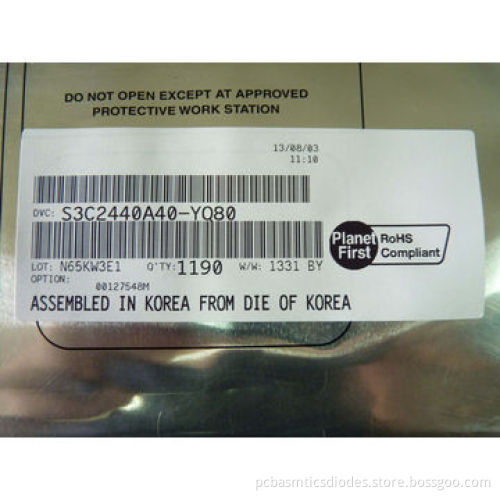 DO NOT OPEN EXCEPT AT APPROVED
PROTECTIVE WORK STATION
13/08/03
11:10
DVC: S3C2440A40-YQ80
LOT: N65KW3E1 Q'TY: 1190 W/W: 1331 BY
OPTION:
00127548M
Planet First RoHS Compliant
ASSEMBLED IN KOREA FROM DIE OF KOREA
pcbasmticsdiodes.store.bossgoo.com